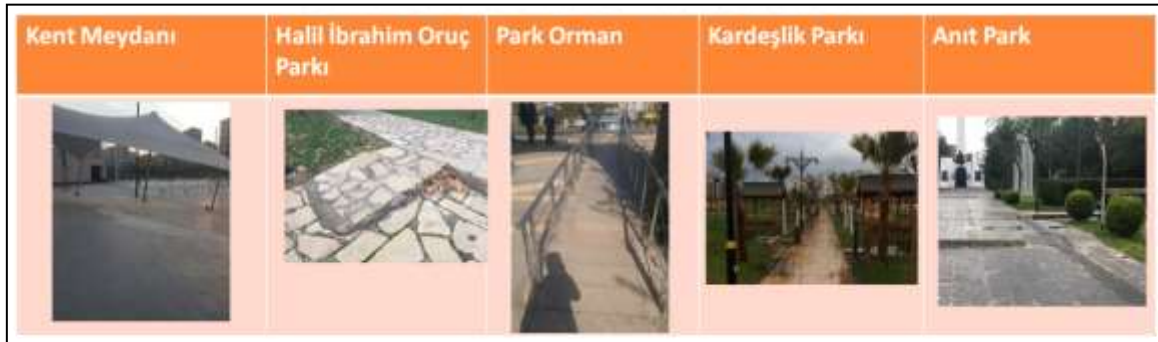 Kent Meydanı
Halil İbrahim Oruç
Parkı
Park Orman
Kardeşlik Parkı
Anıt Park